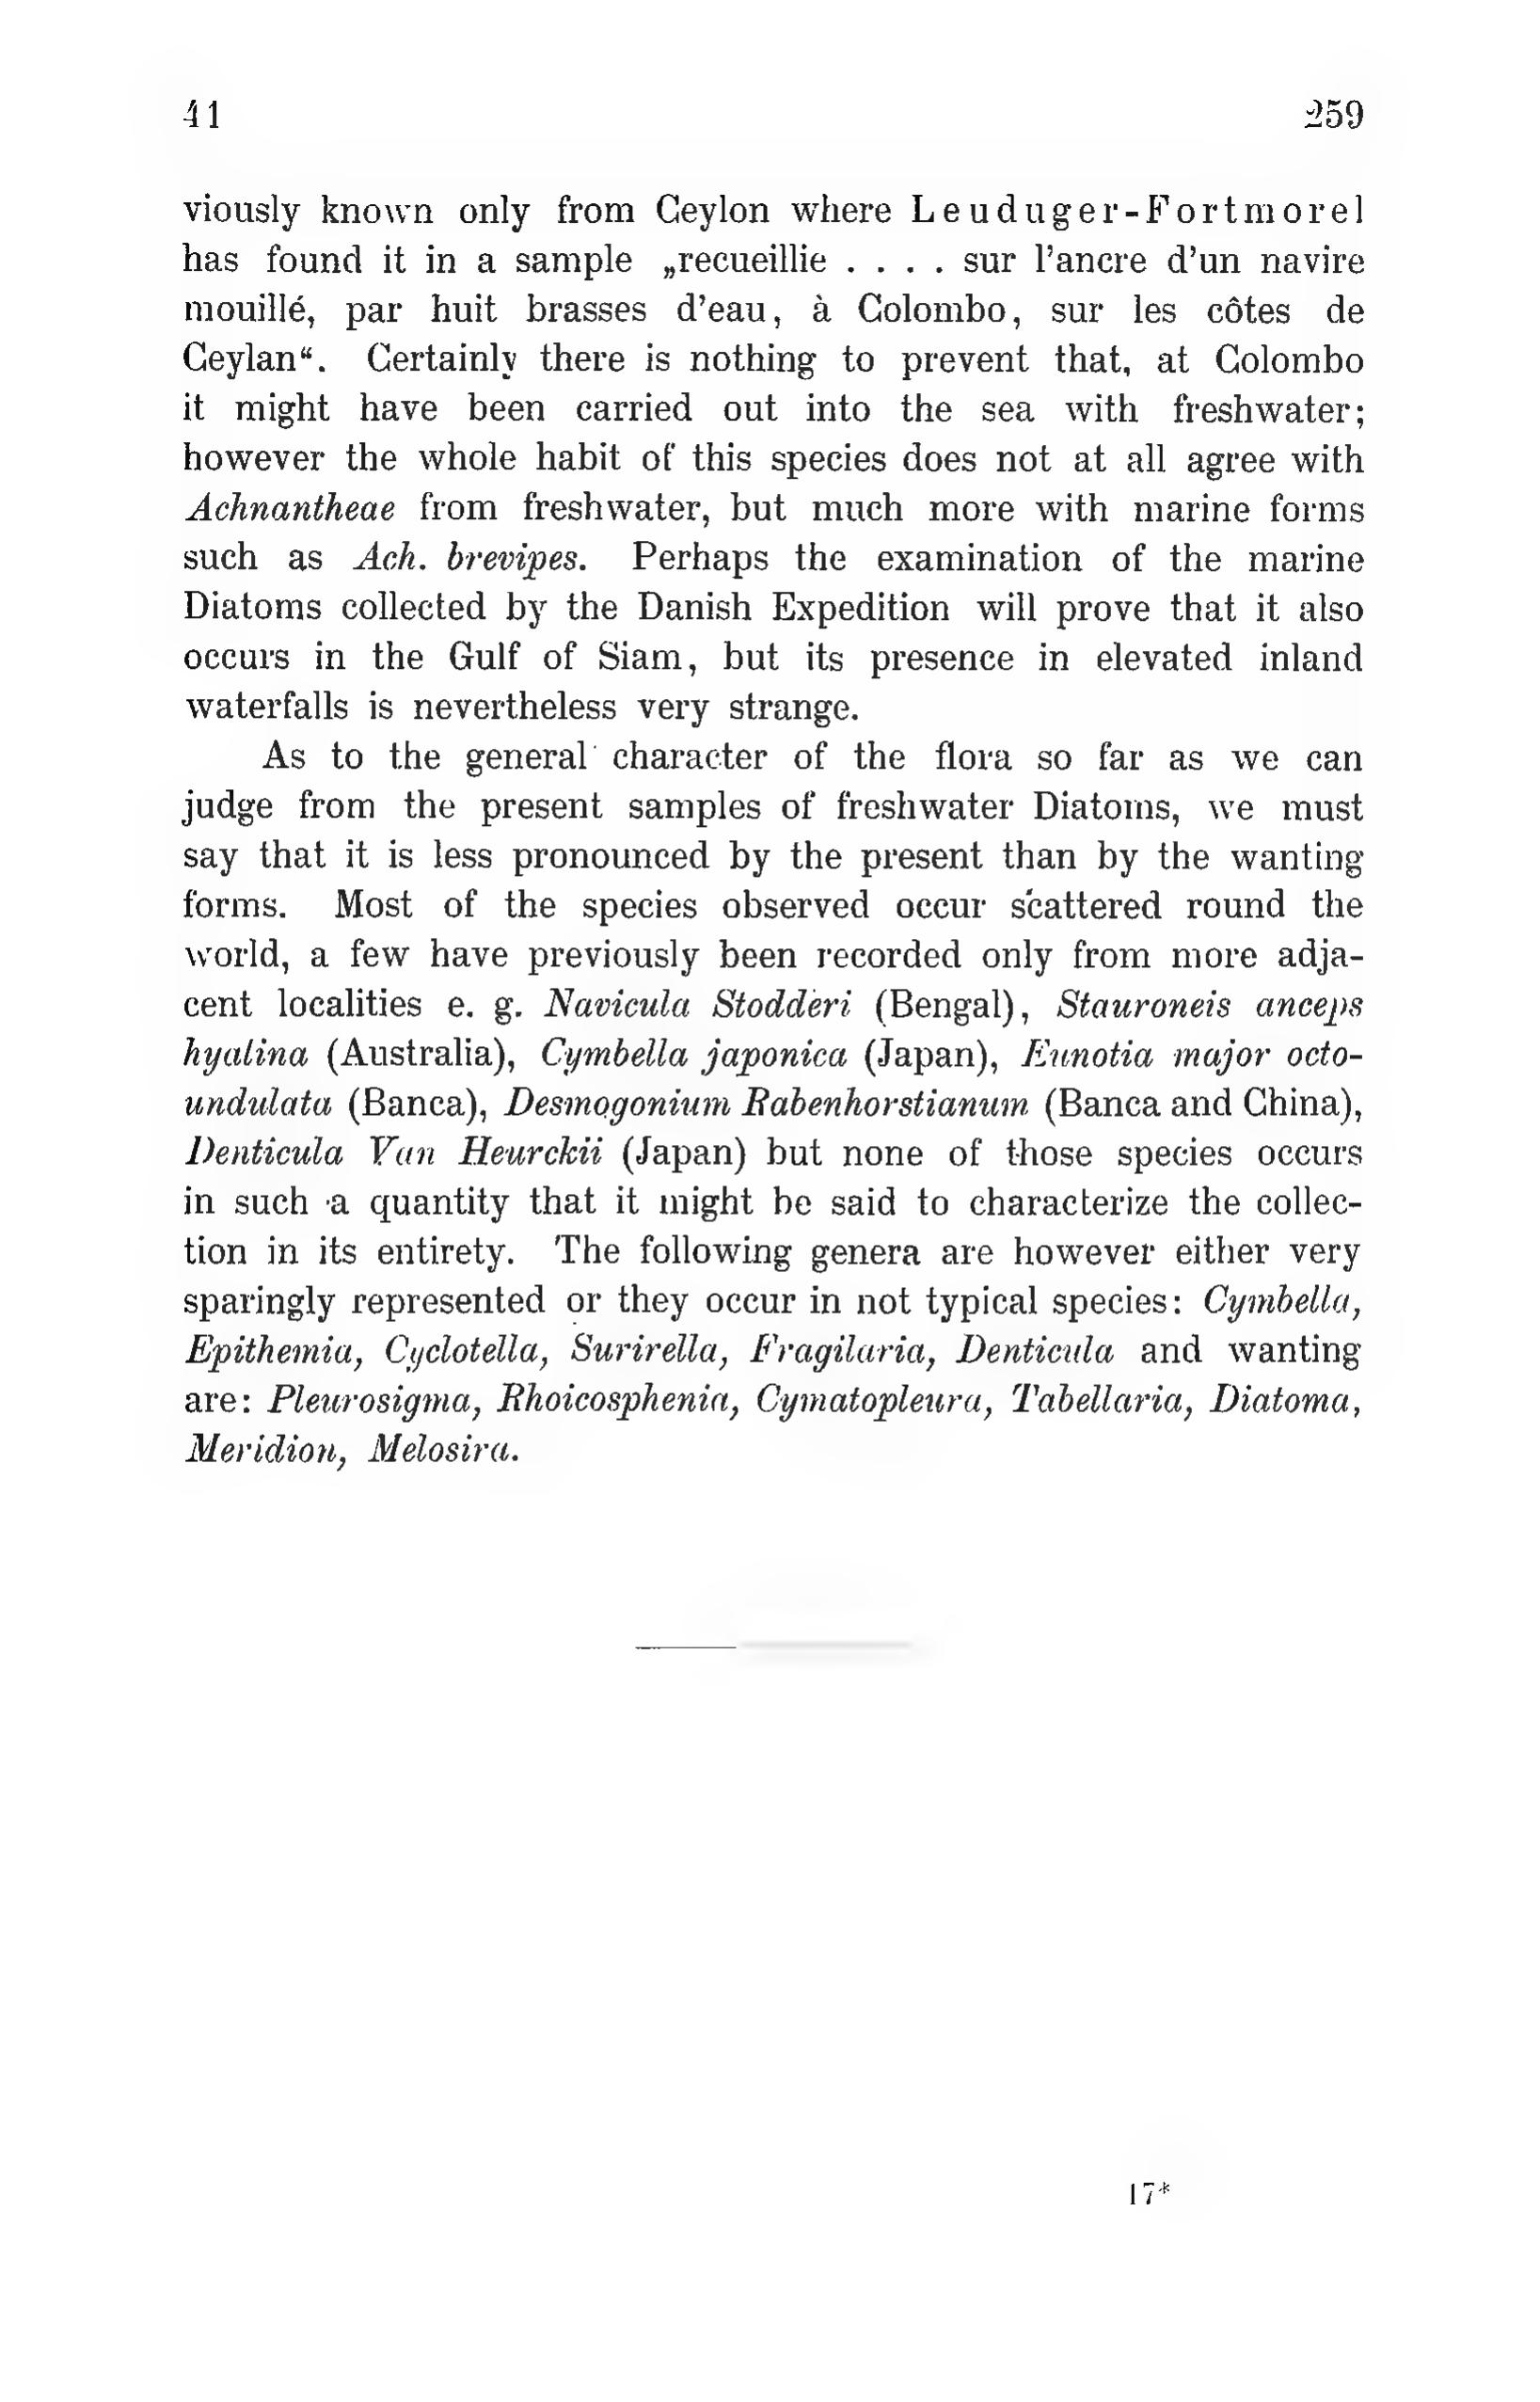 41 259
viously known only from Ceylon where Leuduger-Fortmorel
has found it in a sample „recueillie . . . . sur l'ancre d'un navire
mouillé, par huit brasses d'eau, à Colombo, sur les côtes de
Ceylan“. Certainly there is nothing to prevent that, at Colombo
it might have been carried out into the sea with freshwater;
however the whole habit of this species does not at all agree with
Achnantheae from freshwater, but much more with marine forms
such as Ach. brevipes. Perhaps the examination of the marine
Diatoms collected by the Danish Expedition will prove that it also
occurs in the Gulf of Siam, but its presence in elevated inland
waterfalls is nevertheless very strange.
As to the general character of the flora so far as we can
judge from the present samples of freshwater Diatoms, we must
say that it is less pronounced by the present than by the wanting
forms. Most of the species observed occur scattered round the
world, a few have previously been recorded only from more adja-
cent localities e. g. Navicula Stodderi (Bengal), Stauroneis anceps
hyalina (Australia), Cymbella japonica (Japan), Eunotia major octo-
undulata (Banca), Desmogonium Rabenhorstianum (Banca and China),
Denticula Van Heurckii (Japan) but none of those species occurs
in such a quantity that it might be said to characterize the collec-
tion in its entirety. The following genera are however either very
sparingly represented or they occur in not typical species: Cymbella,
Epithemia, Cyclotella, Surirella, Fragilaria, Denticula and wanting
are: Pleurosigma, Rhoicosphenia, Cymatopleura, Tabellaria, Diatoma,
Meridion, Melosira.
17*